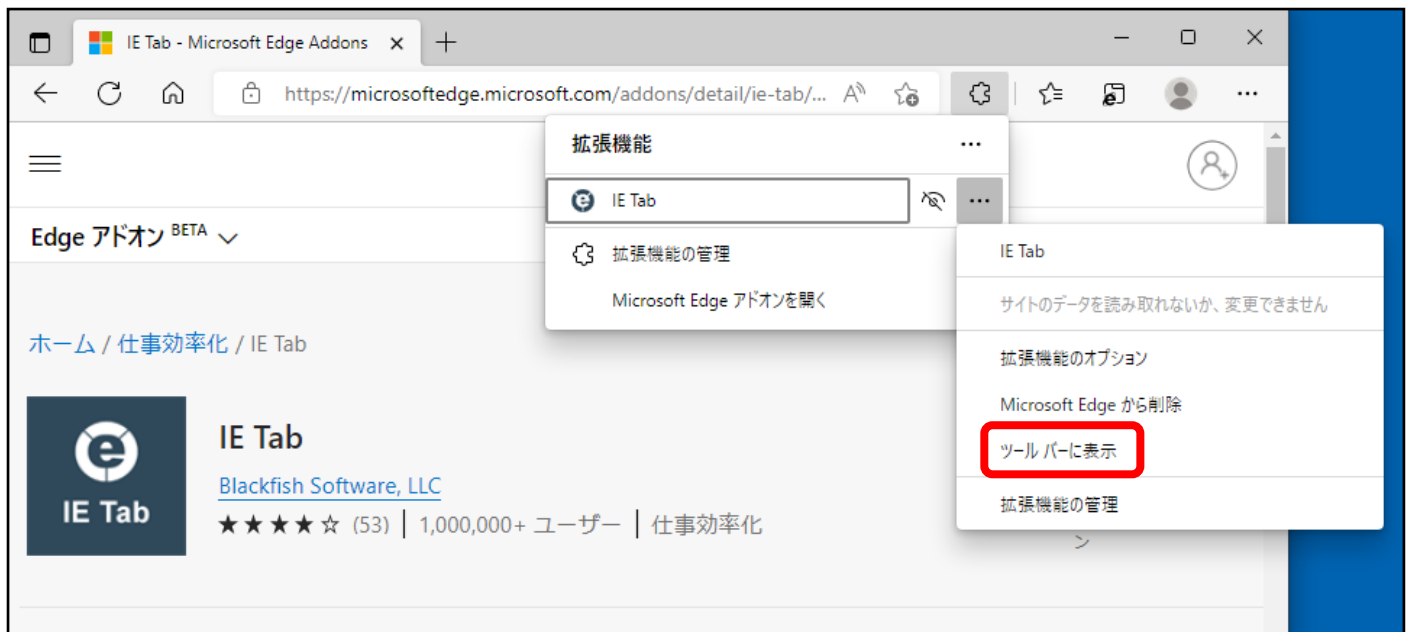 IE Tab - Microsoft Edge Addons
https://microsoftedge.microsoft.com/addons/detail/ie-tab/...
拡張機能
IE Tab
拡張機能の管理
Microsoft Edge アドオンを開く
IE Tab
サイトのデータを読み取れないか、変更できません
拡張機能のオプション
Microsoft Edge から削除
ツール バーに表示
拡張機能の管理
ン
Edge アドオン BETA
ホーム / 仕事効率化 / IE Tab
IE Tab
IE Tab
Blackfish Software, LLC
★★★★☆ (53) | 1,000,000+ ユーザー | 仕事効率化